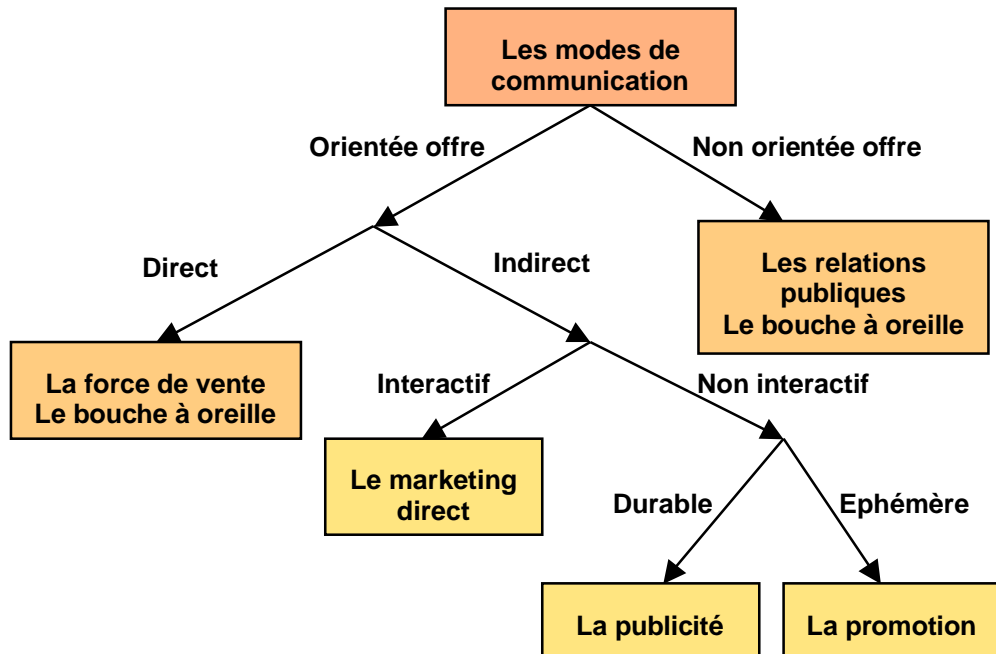 Les modes de
communication
Orientée offre
Non orientée offre
Direct
Indirect
Les relations
publiques
Le bouche à oreille
La force de vente
Le bouche à oreille
Interactif
Non interactif
Le marketing
direct
Durable
Ephémère
La publicité
La promotion